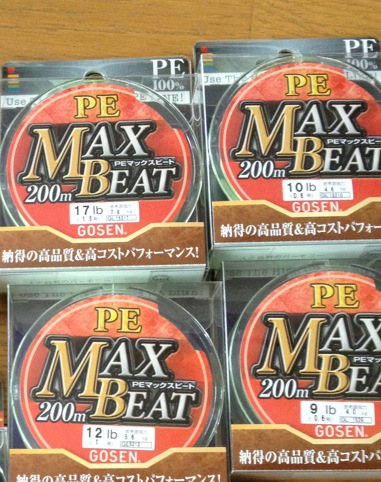 PE
100%
PE
MAX
BEAT
PEマックスビート
200m
17 lb
GOSEN
納得の高品質&高コストパフォーマンス!
PE
100%
Use The
PE
MAX
BEAT
PEマックスビート
200m
10 lb
GOSEN
納得の高品質&高コストパフォーマン
PE
MAX
BEAT
PEマックスビート
200m
12 lb
GOSEN
納得の高品質&高コストパフォーマンス!
PE
MAX
BEAT
PEマックスビー
200m
9 lb
GOSEN
納得の高品質&高コストパフォーマン